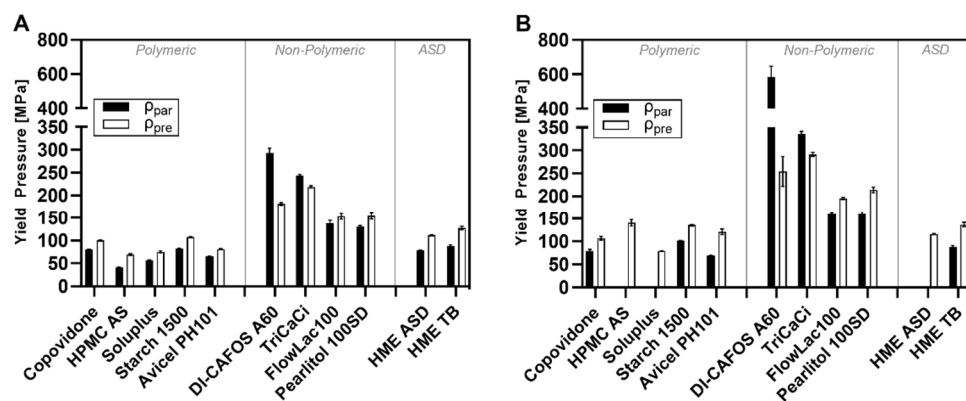 A
Polymeric
Non-Polymeric
ASD
Yield Pressure [MPa]
800
600
400
350
300
250
200
150
100
50
0
ρpar
ρpre
Copovidone
HPMC AS
Soluplus
Starch 1500
Avicel PH101
DI-CAFOS A60
TriCaCi
FlowLac100
Pearlitol 100SD
HME ASD
HME TB
B
Polymeric
Non-Polymeric
ASD
Yield Pressure [MPa]
800
600
400
350
300
250
200
150
100
50
0
ρpar
ρpre
Copovidone
HPMC AS
Soluplus
Starch 1500
Avicel PH101
DI-CAFOS A60
TriCaCi
FlowLac100
Pearlitol 100SD
HME ASD
HME TB